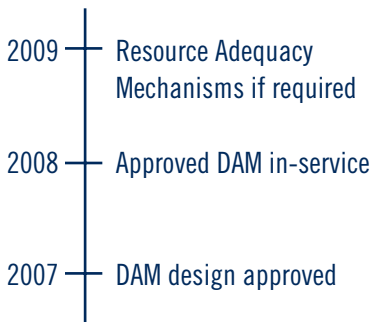 2009 Resource Adequacy
Mechanisms if required
2008 Approved DAM in-service
2007 DAM design approved